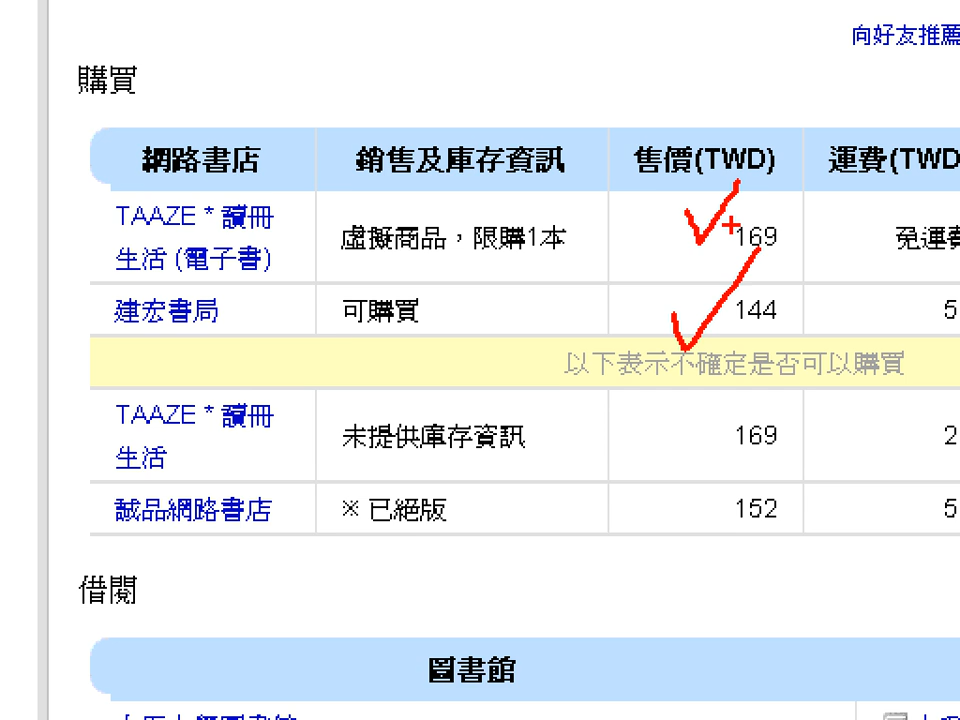 向好友推薦
購買
網路書店 銷售及庫存資訊 售價(TWD) 運費(TWD
TAAZE * 讀冊
生活 (電子書) 虛擬商品，限購1本 169 免運費
建宏書局 可購買 144 5
以下表示不確定是否可以購買
TAAZE * 讀冊
生活 未提供庫存資訊 169 2
誠品網路書店 ※ 已絕版 152 5
借閱
圖書館